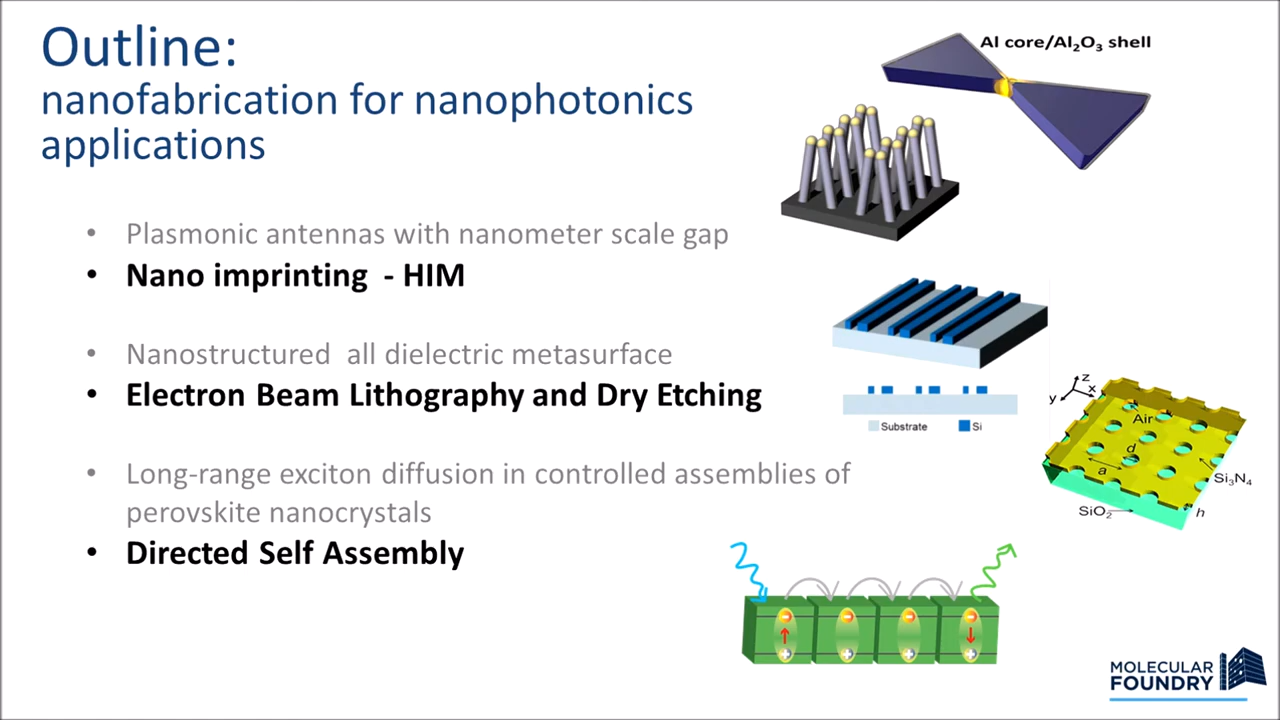 Outline:
nanofabrication for nanophotonics
applications
Al core/Al₂O₃ shell
• Plasmonic antennas with nanometer scale gap
• Nano imprinting - HIM
• Nanostructured all dielectric metasurface
• Electron Beam Lithography and Dry Etching
• Long-range exciton diffusion in controlled assemblies of
perovskite nanocrystals
• Directed Self Assembly
Substrate
Si
z
x
y
Air
d
a
Si₃N₄
SiO₂
h
MOLECULAR
FOUNDRY